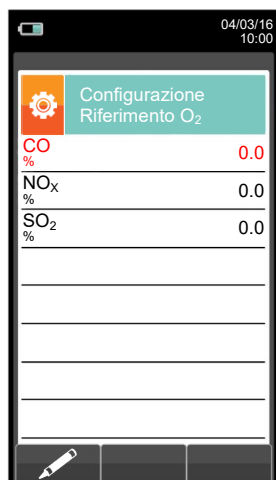 04/03/16
10:00
Configurazione
Riferimento O₂
CO 0.0
%
NOX 0.0
%
SO₂ 0.0
%